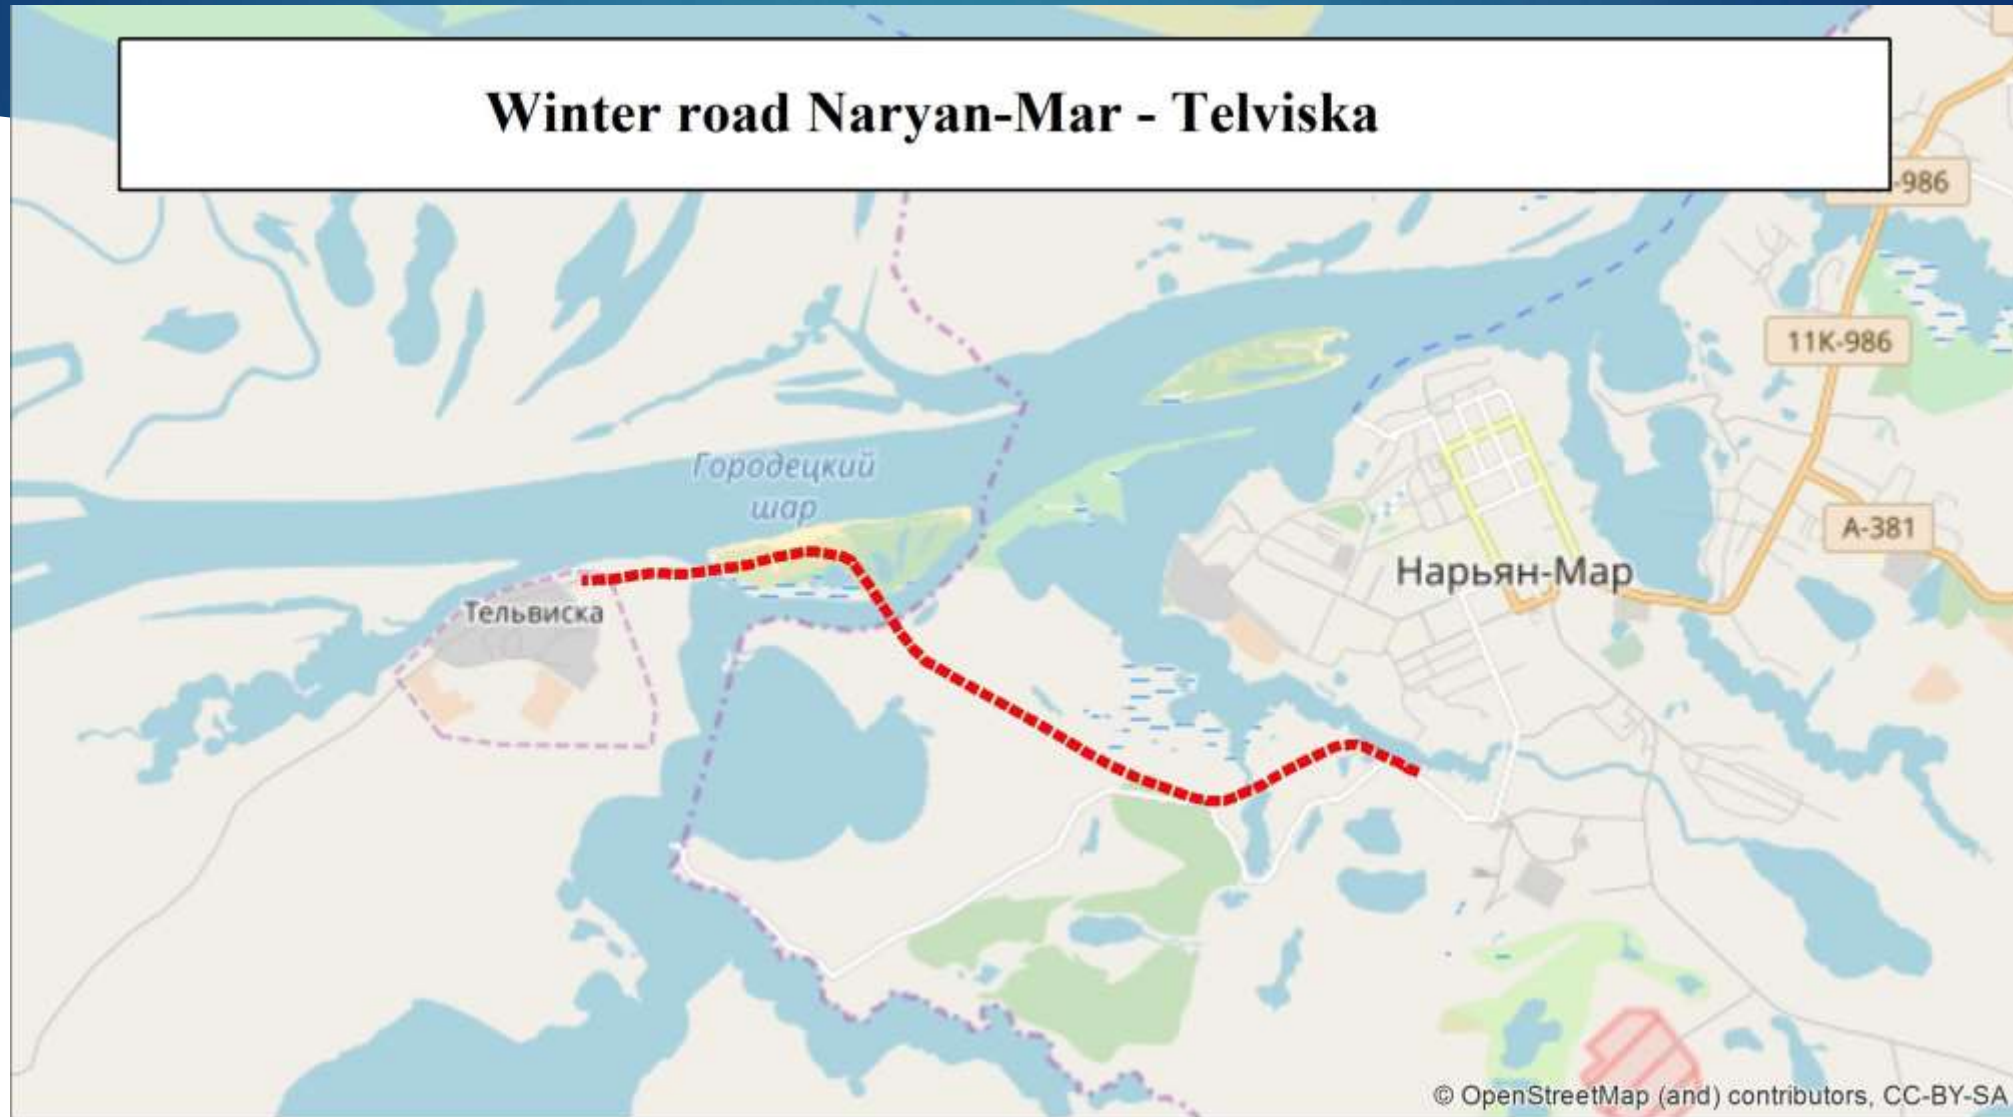 Winter road Naryan-Mar - Telviska
-986
11K-986
Городецкий
шар
A-381
Нарьян-Мар
Тельвиска
© OpenStreetMap (and) contributors, CC-BY-SA